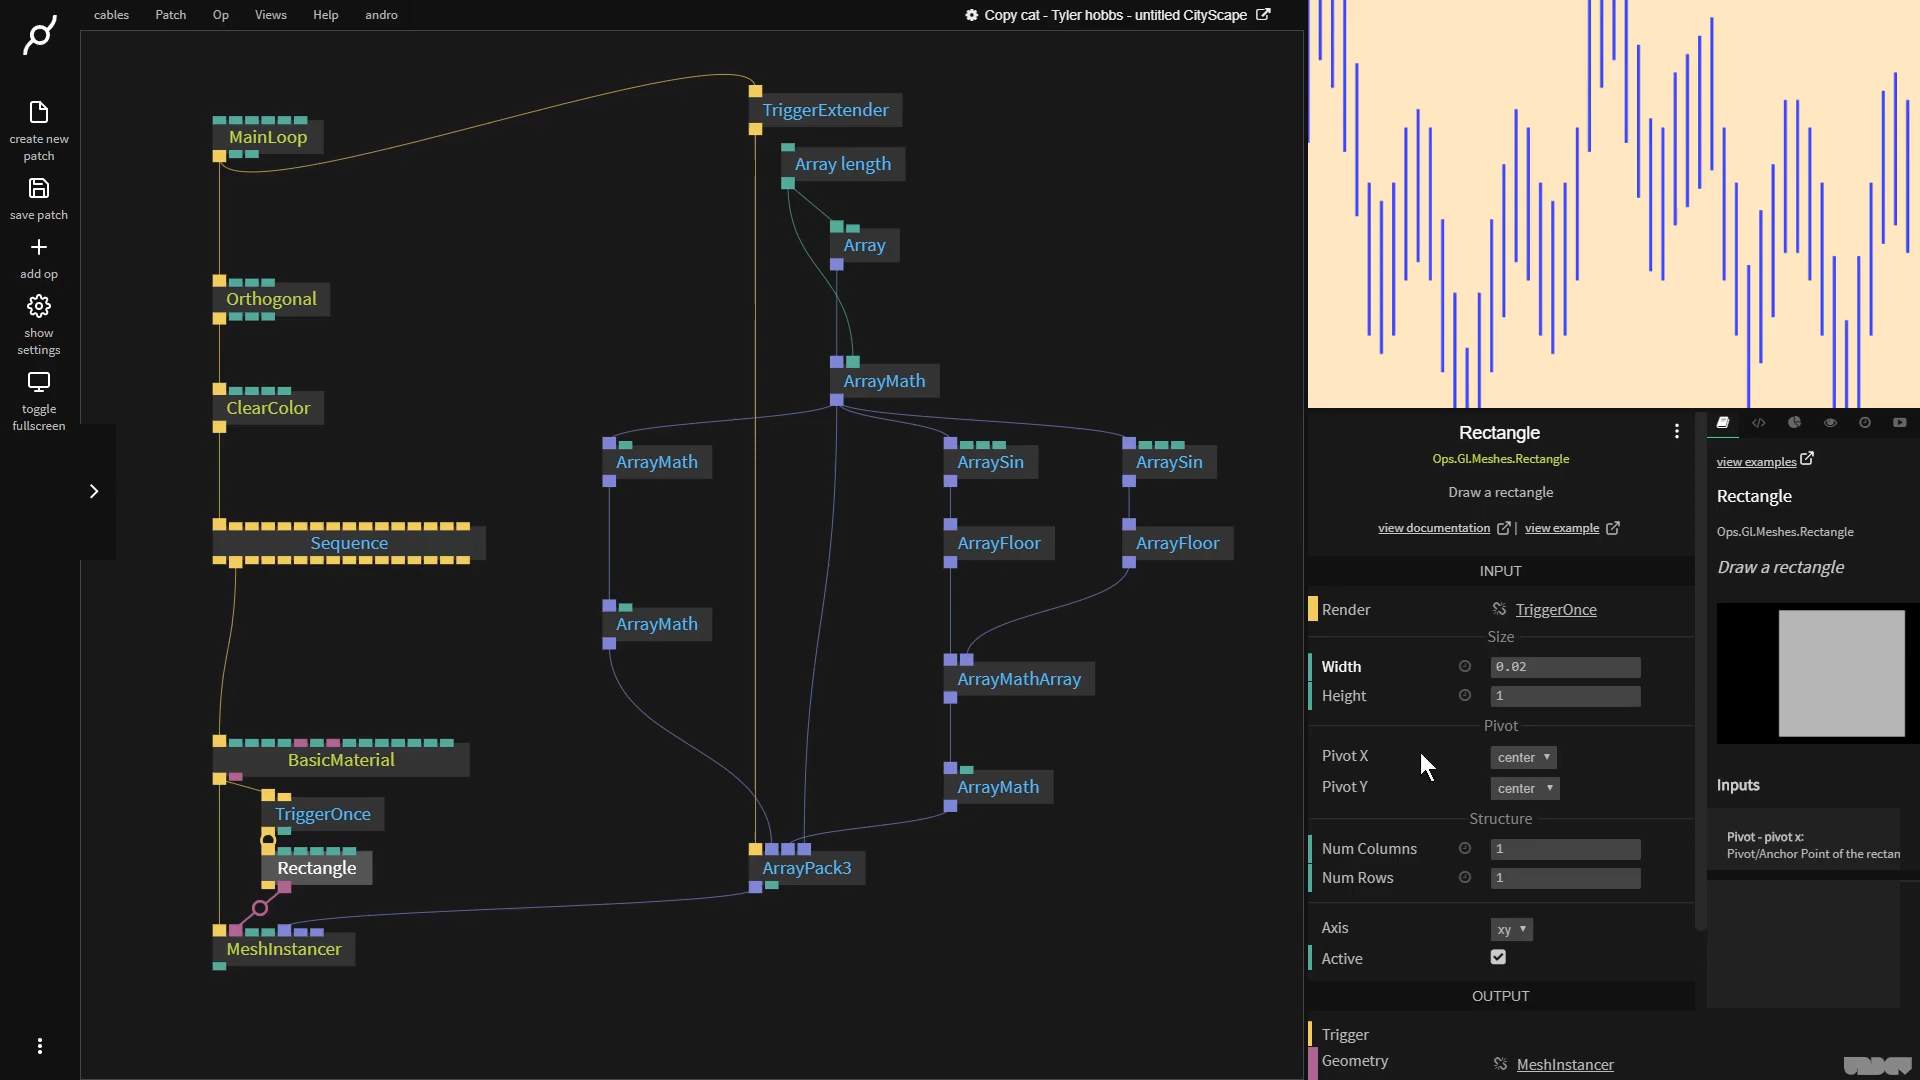 cables
Patch
Op
Views
Help
andro
Copy cat - Tyler hobbs - untitled CityScape
create new
patch
save patch
add op
show
settings
toggle
fullscreen
MainLoop
TriggerExtender
Array length
Array
Orthogonal
ArrayMath
ClearColor
ArrayMath
ArraySin
ArraySin
Sequence
ArrayFloor
ArrayFloor
ArrayMath
ArrayMathArray
BasicMaterial
ArrayMath
TriggerOnce
Rectangle
ArrayPack3
MeshInstancer
Rectangle
Ops.Gl.Meshes.Rectangle
Draw a rectangle
view documentation | view example
INPUT
Render TriggerOnce
Size
Width 0.02
Height 1
Pivot
Pivot X center
Pivot Y center
Structure
Num Columns 1
Num Rows 1
Axis xy
Active
OUTPUT
Trigger
Geometry MeshInstancer
view examples
Rectangle
Ops.Gl.Meshes.Rectangle
Draw a rectangle
Inputs
Pivot - pivot x:
Pivot/Anchor Point of the rectan